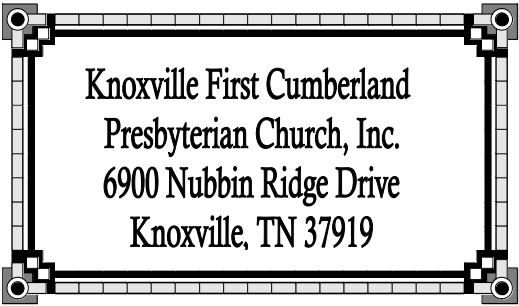 Knoxville First Cumberland
Presbyterian Church, Inc.
6900 Nubbin Ridge Drive
Knoxville, TN 37919